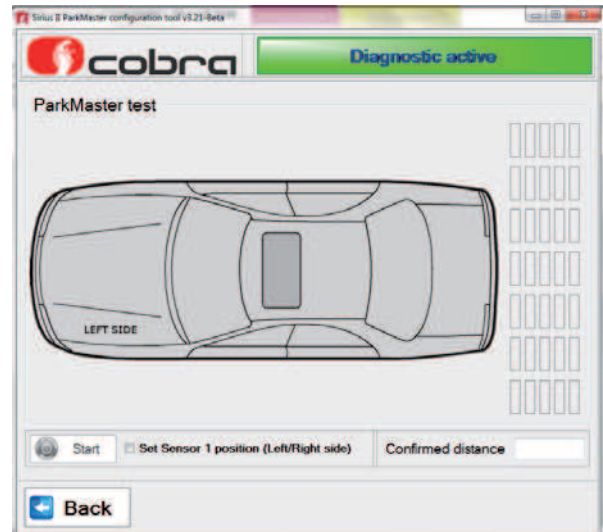 Sirius II ParkMaster configuration tool v3.21-Beta
cobra
Diagnostic active
ParkMaster test
LEFT SIDE
Start
Set Sensor 1 position (Left/Right side)
Confirmed distance
Back